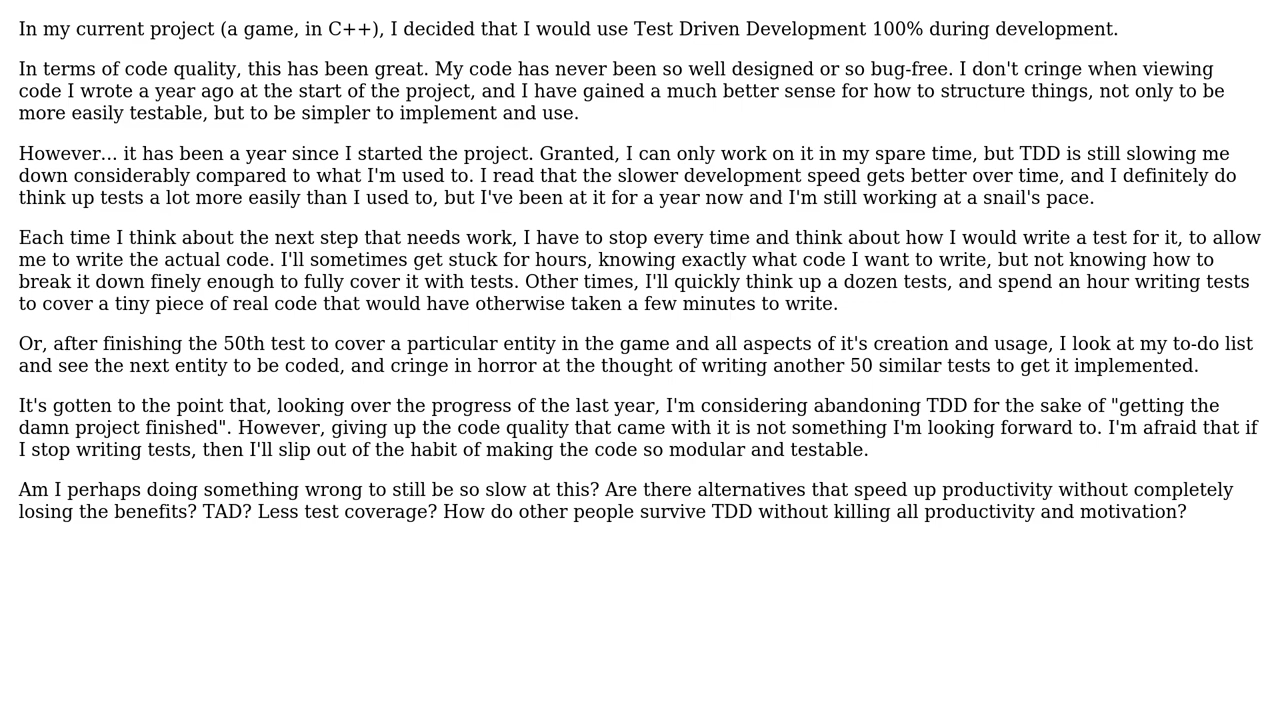 In my current project (a game, in C++), I decided that I would use Test Driven Development 100% during development.
In terms of code quality, this has been great. My code has never been so well designed or so bug-free. I don't cringe when viewing
code I wrote a year ago at the start of the project, and I have gained a much better sense for how to structure things, not only to be
more easily testable, but to be simpler to implement and use.
However... it has been a year since I started the project. Granted, I can only work on it in my spare time, but TDD is still slowing me
down considerably compared to what I'm used to. I read that the slower development speed gets better over time, and I definitely do
think up tests a lot more easily than I used to, but I've been at it for a year now and I'm still working at a snail's pace.
Each time I think about the next step that needs work, I have to stop every time and think about how I would write a test for it, to allow
me to write the actual code. I'll sometimes get stuck for hours, knowing exactly what code I want to write, but not knowing how to
break it down finely enough to fully cover it with tests. Other times, I'll quickly think up a dozen tests, and spend an hour writing tests
to cover a tiny piece of real code that would have otherwise taken a few minutes to write.
Or, after finishing the 50th test to cover a particular entity in the game and all aspects of it's creation and usage, I look at my to-do list
and see the next entity to be coded, and cringe in horror at the thought of writing another 50 similar tests to get it implemented.
It's gotten to the point that, looking over the progress of the last year, I'm considering abandoning TDD for the sake of "getting the
damn project finished". However, giving up the code quality that came with it is not something I'm looking forward to. I'm afraid that if
I stop writing tests, then I'll slip out of the habit of making the code so modular and testable.
Am I perhaps doing something wrong to still be so slow at this? Are there alternatives that speed up productivity without completely
losing the benefits? TAD? Less test coverage? How do other people survive TDD without killing all productivity and motivation?